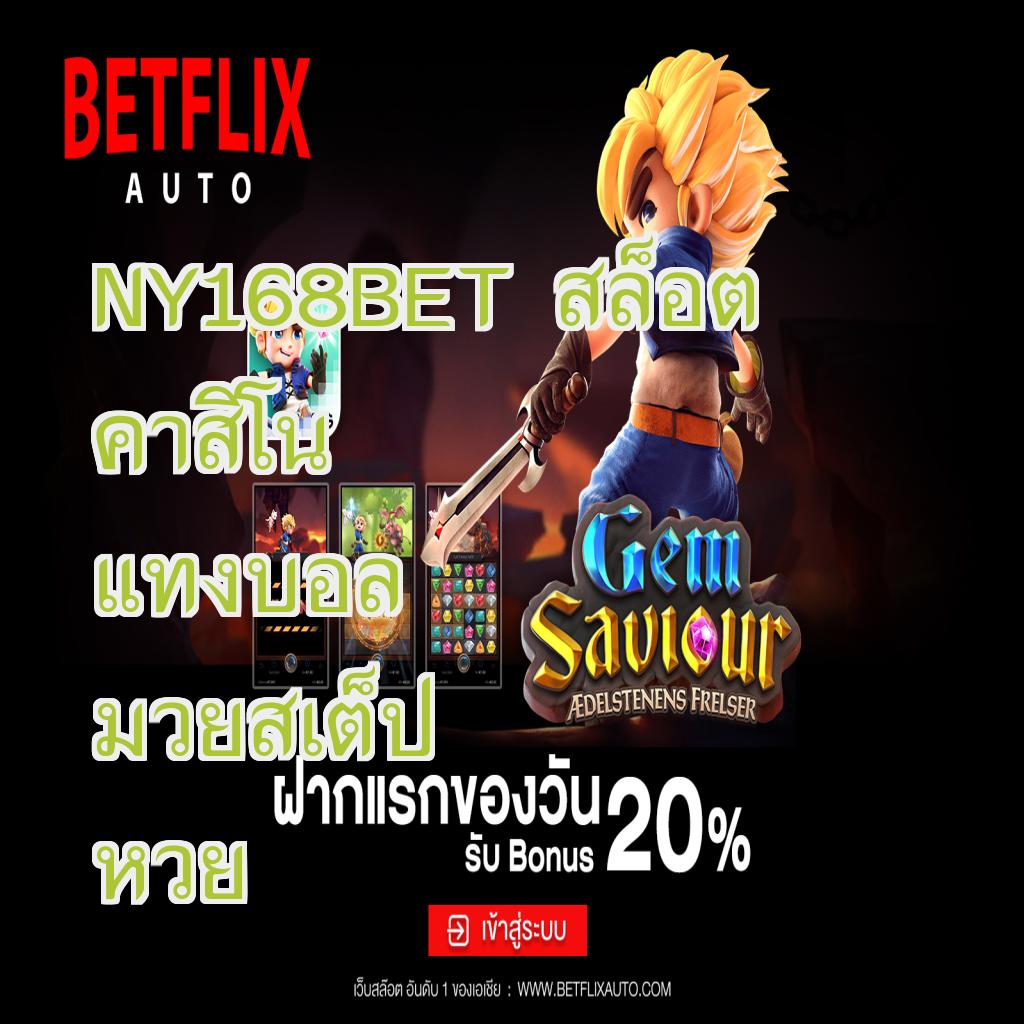 BETFLIX
AUTO
NY168BET สล็อต
คาสิโน
แทงบอล
มวยสเต็ป
หวย
Gem
Saviour
ÆDELSTENENS FRELSER
ฝากแรกของวัน
รับ Bonus 20%
เข้าสู่ระบบ
เว็บสล๊อต อันดับ 1 ของเอเชีย : WWW.BETFLIXAUTO.COM